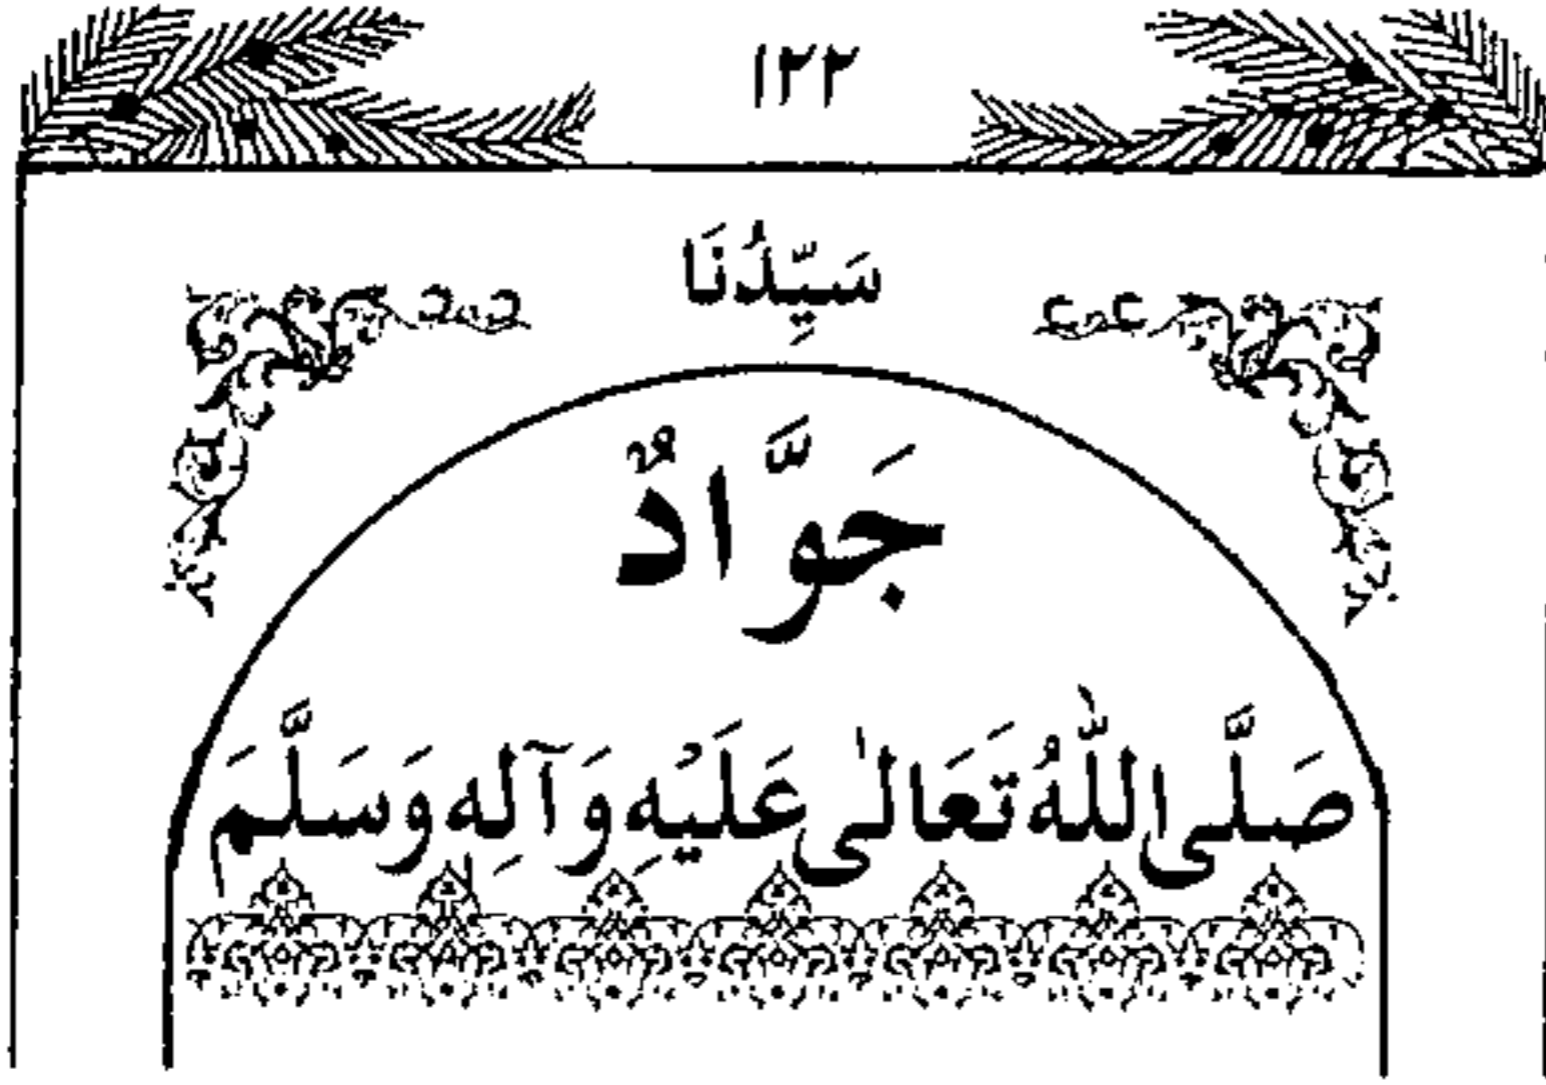 ١٢٢
سَيِّدُنَا
جَوَّادٌ
صَلَّى اللّٰهُ تَعَالٰى عَلَيْهِ وَآلِهٖ وَسَلَّمَ